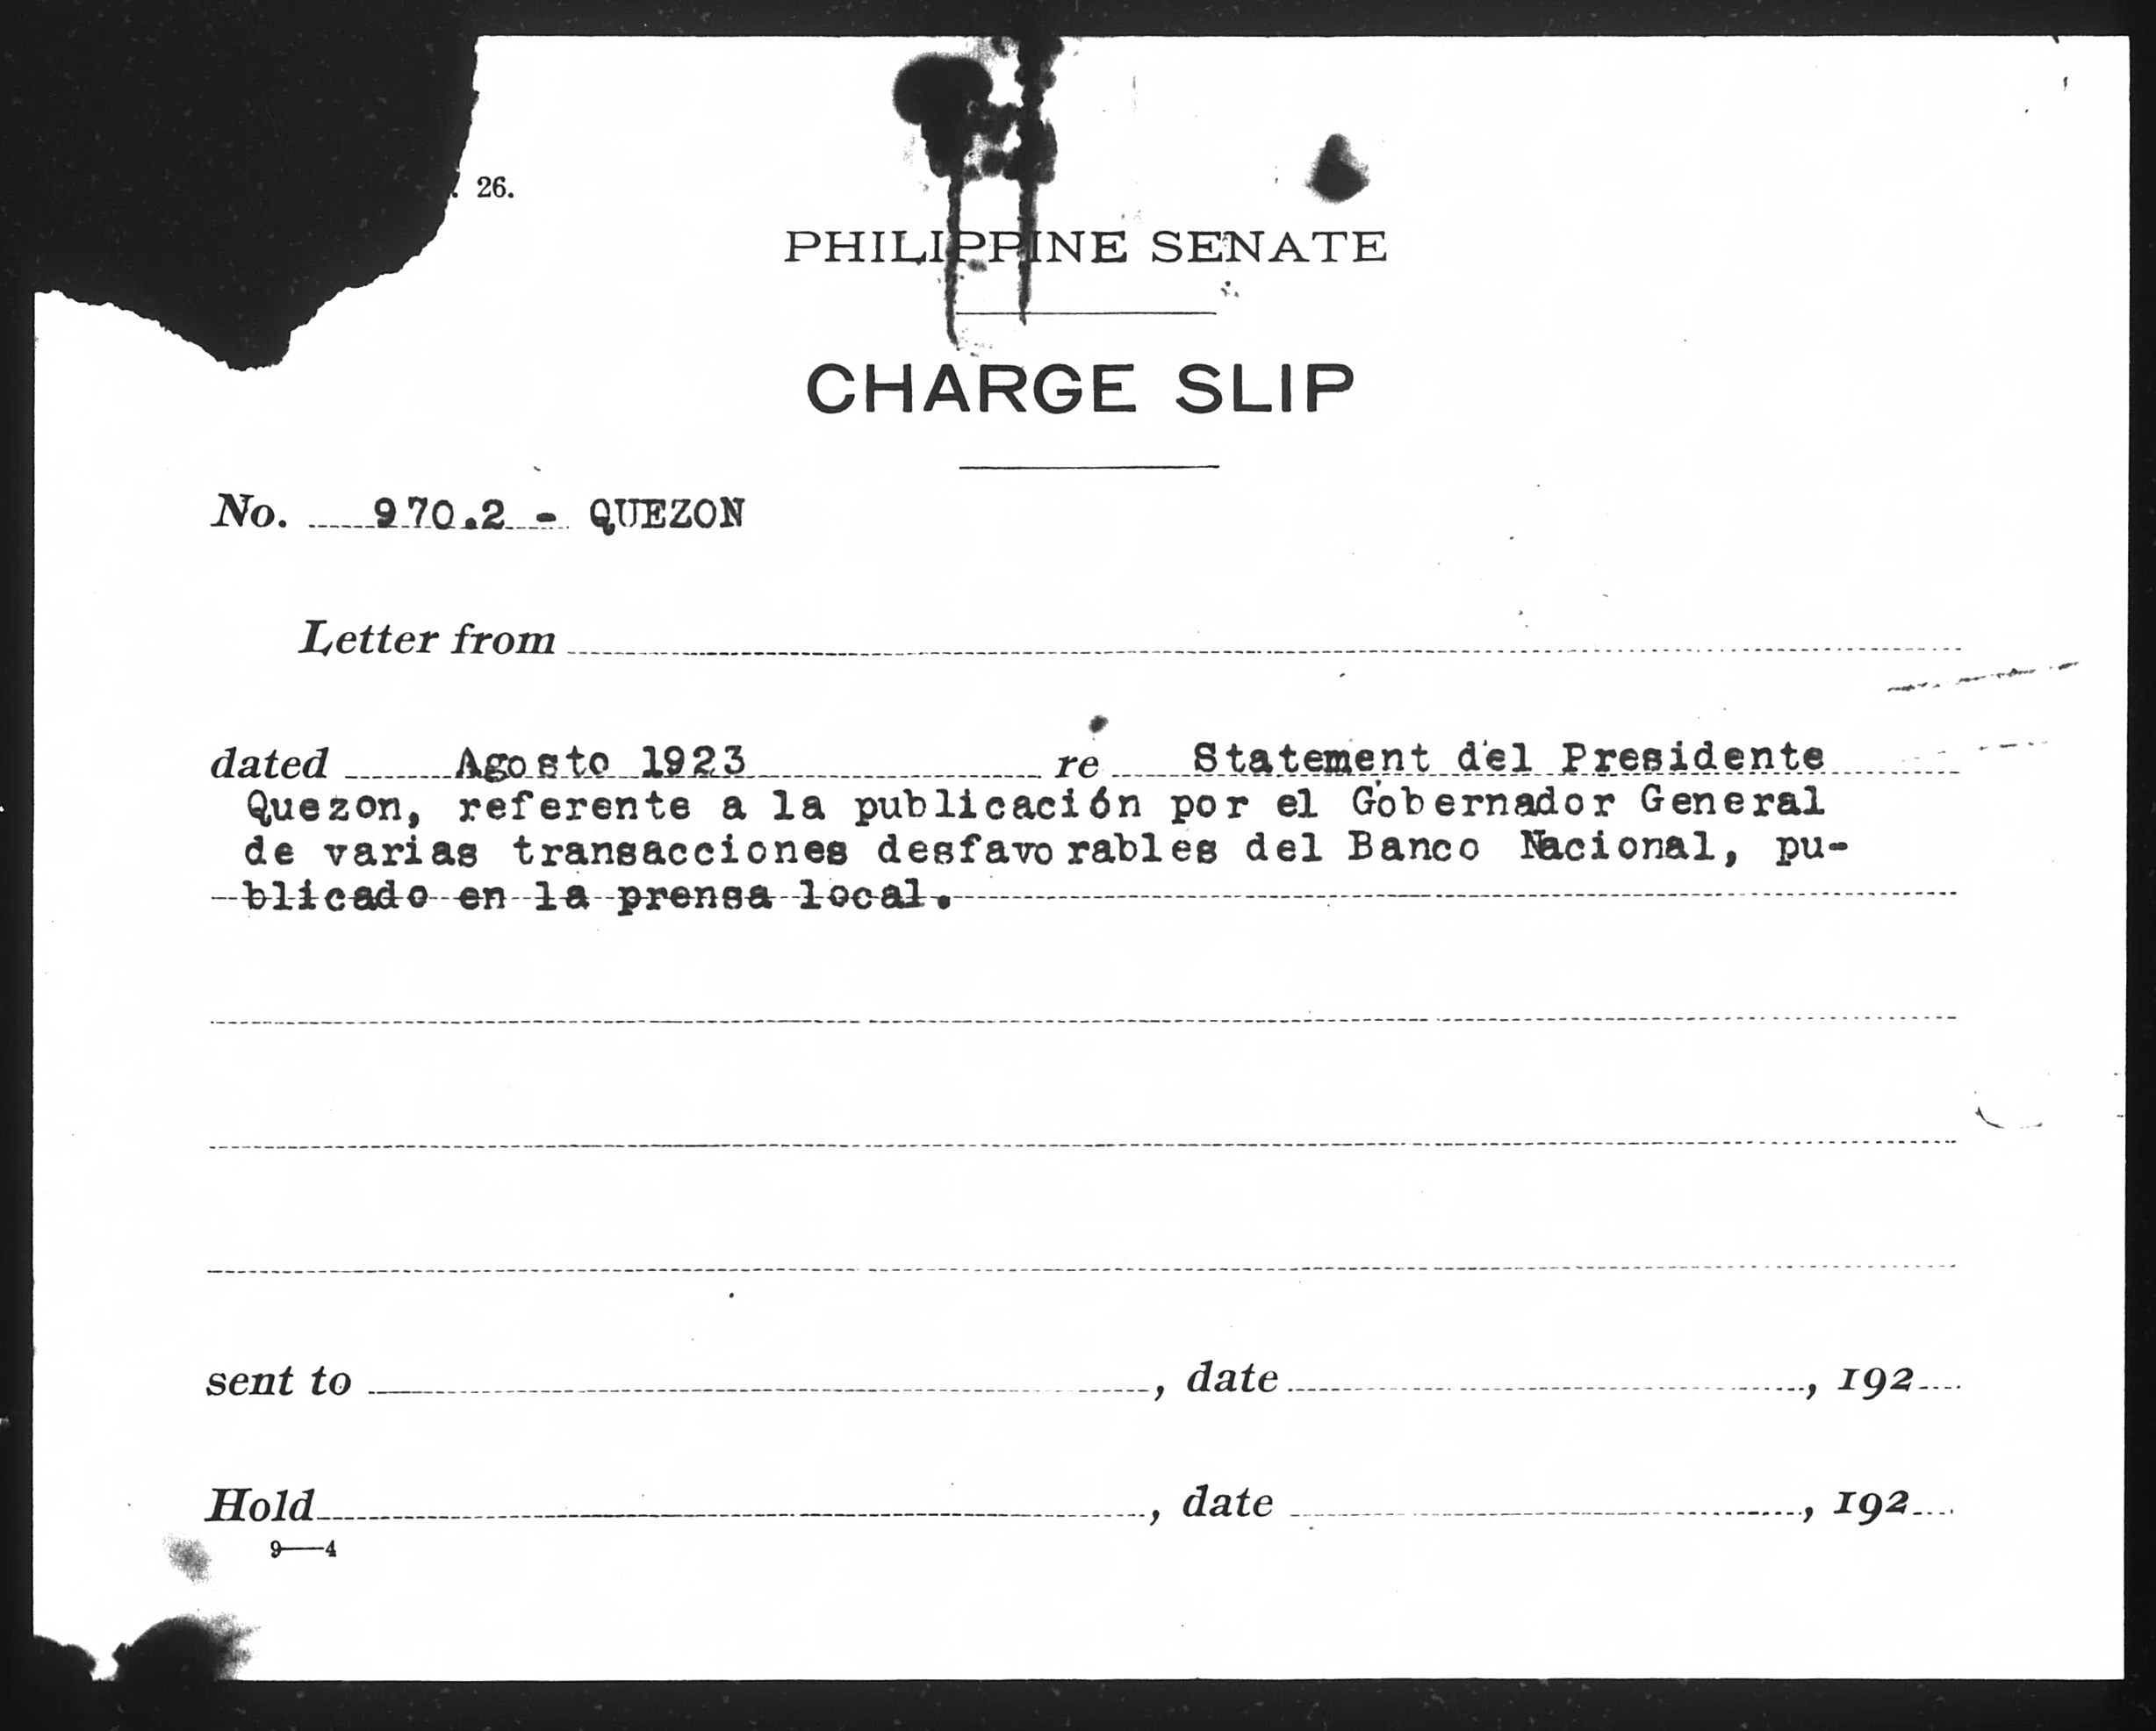 26.
PHILIPPINE SENATE
CHARGE SLIP
No. 970.2 - QUEZON
Letter from
dated Agosto 1923 re Statement del Presidente
Quezon, referente a la publicación por el Gobernador General
de varias transacciones desfavorables del Banco Nacional, pu-
blicado en la prensa local.
sent to , date , 192
Hold , date , 192
9—4